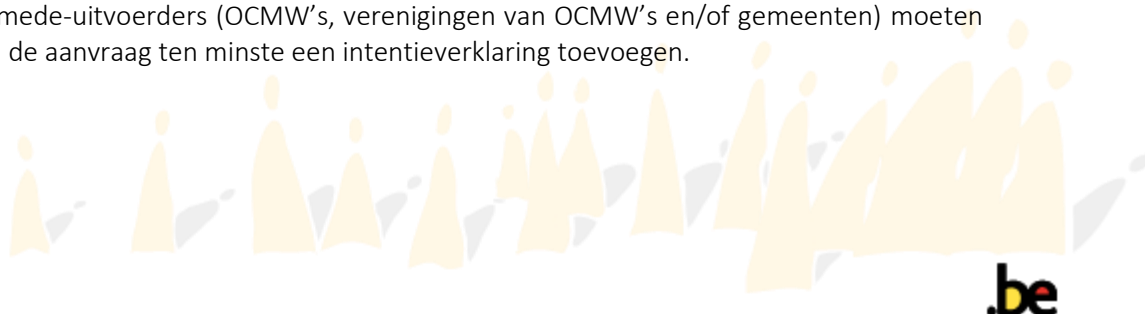 mede-uitvoerders (OCMW’s, verenigingen van OCMW’s en/of gemeenten) moeten
de aanvraag ten minste een intentieverklaring toevoegen.
.be